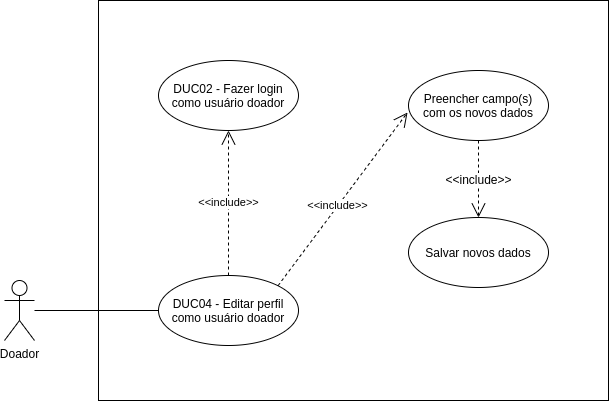 DUC02 - Fazer login
como usuário doador
Preencher campo(s)
com os novos dados
<<include>>
<<include>>
<<include>>
Salvar novos dados
DUC04 - Editar perfil
como usuário doador
Doador